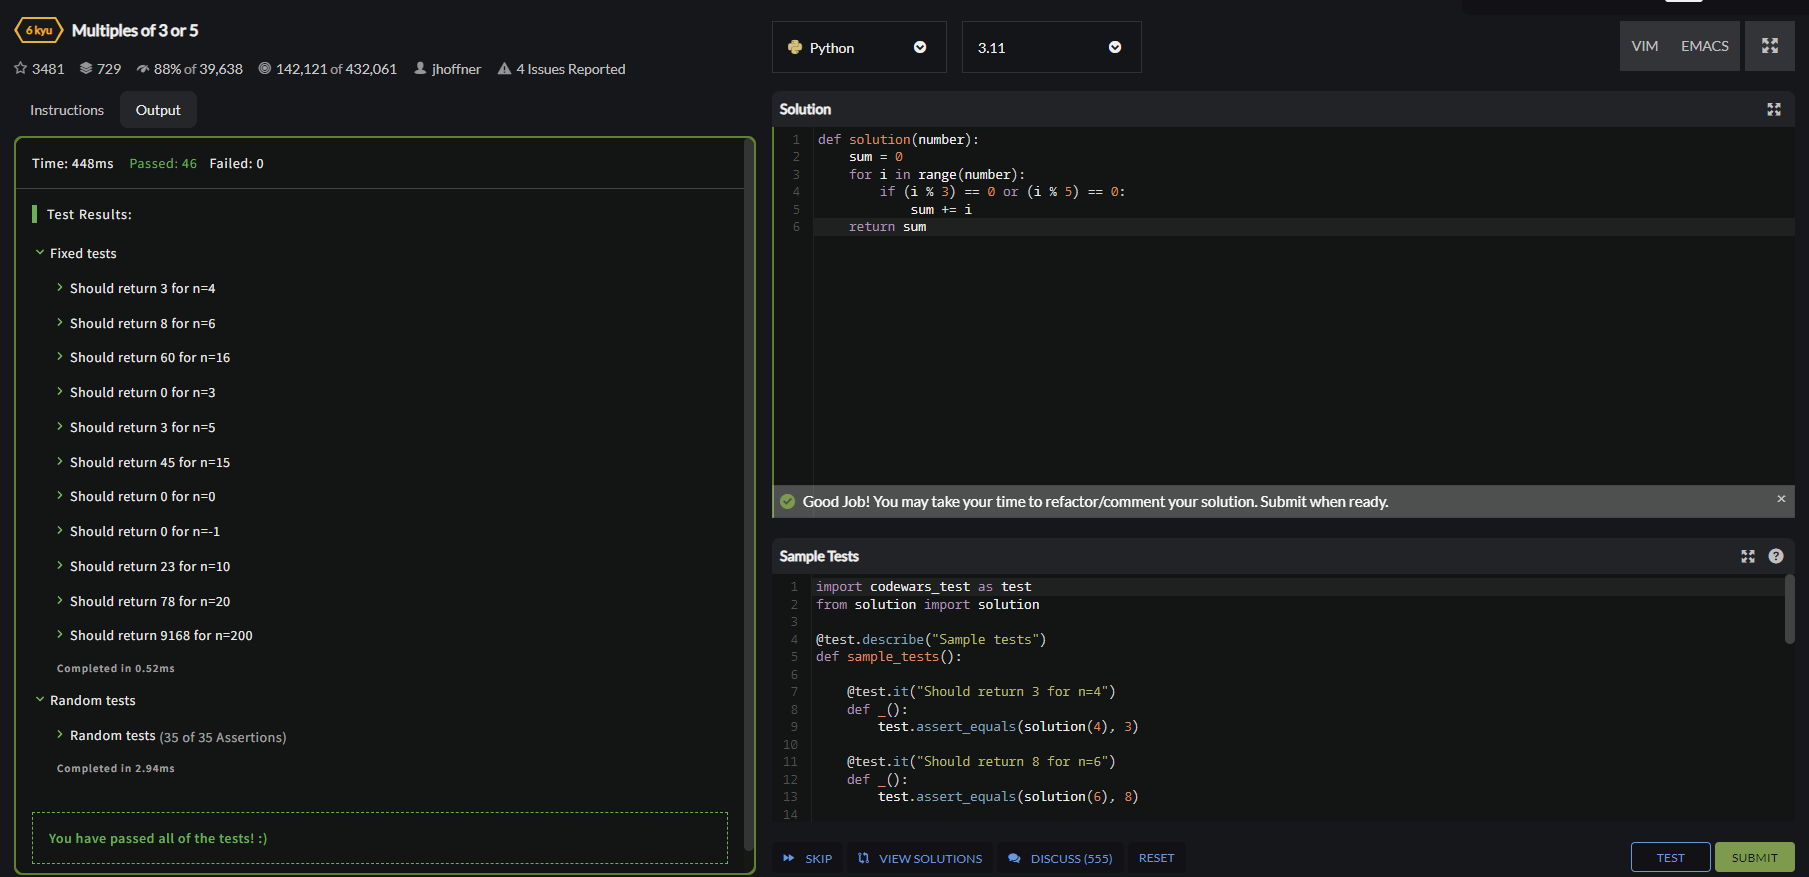 6 kyu Multiples of 3 or 5
3481 729 88% of 39,638 142,121 of 432,061 jhoffner 4 Issues Reported
Instructions Output
Time: 448ms Passed: 46 Failed: 0
Test Results:
Fixed tests
Should return 3 for n=4
Should return 8 for n=6
Should return 60 for n=16
Should return 0 for n=3
Should return 3 for n=5
Should return 45 for n=15
Should return 0 for n=0
Should return 0 for n=-1
Should return 23 for n=10
Should return 78 for n=20
Should return 9168 for n=200
Completed in 0.52ms
Random tests
Random tests (35 of 35 Assertions)
Completed in 2.94ms
You have passed all of the tests! :)
Python 3.11 VIM EMACS
Solution
1 def solution(number):
2     sum = 0
3     for i in range(number):
4         if (i % 3) == 0 or (i % 5) == 0:
5             sum += i
6     return sum
Good Job! You may take your time to refactor/comment your solution. Submit when ready. ×
Sample Tests ?
1 import codewars_test as test
2 from solution import solution
3
4 @test.describe("Sample tests")
5 def sample_tests():
6
7     @test.it("Should return 3 for n=4")
8     def _():
9         test.assert_equals(solution(4), 3)
10
11     @test.it("Should return 8 for n=6")
12     def _():
13         test.assert_equals(solution(6), 8)
14
SKIP VIEW SOLUTIONS DISCUSS (555) RESET TEST SUBMIT